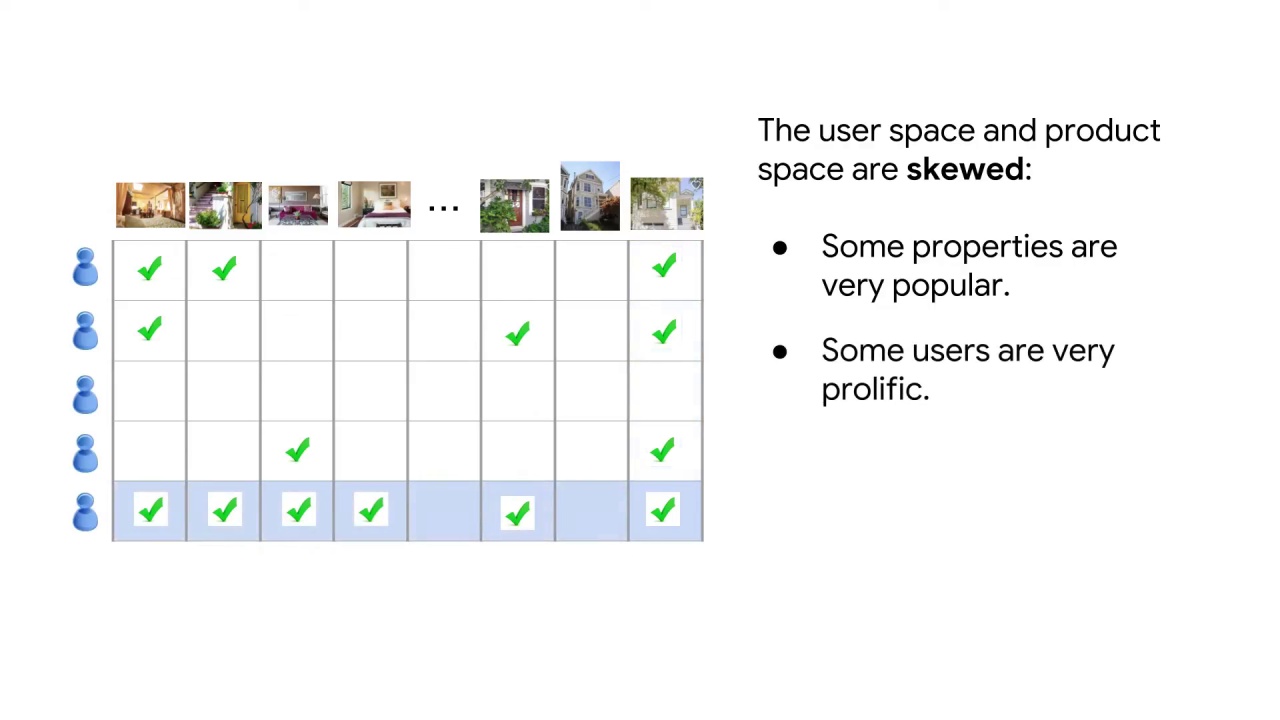 The user space and product
space are skewed:
...
● Some properties are
very popular.
● Some users are very
prolific.